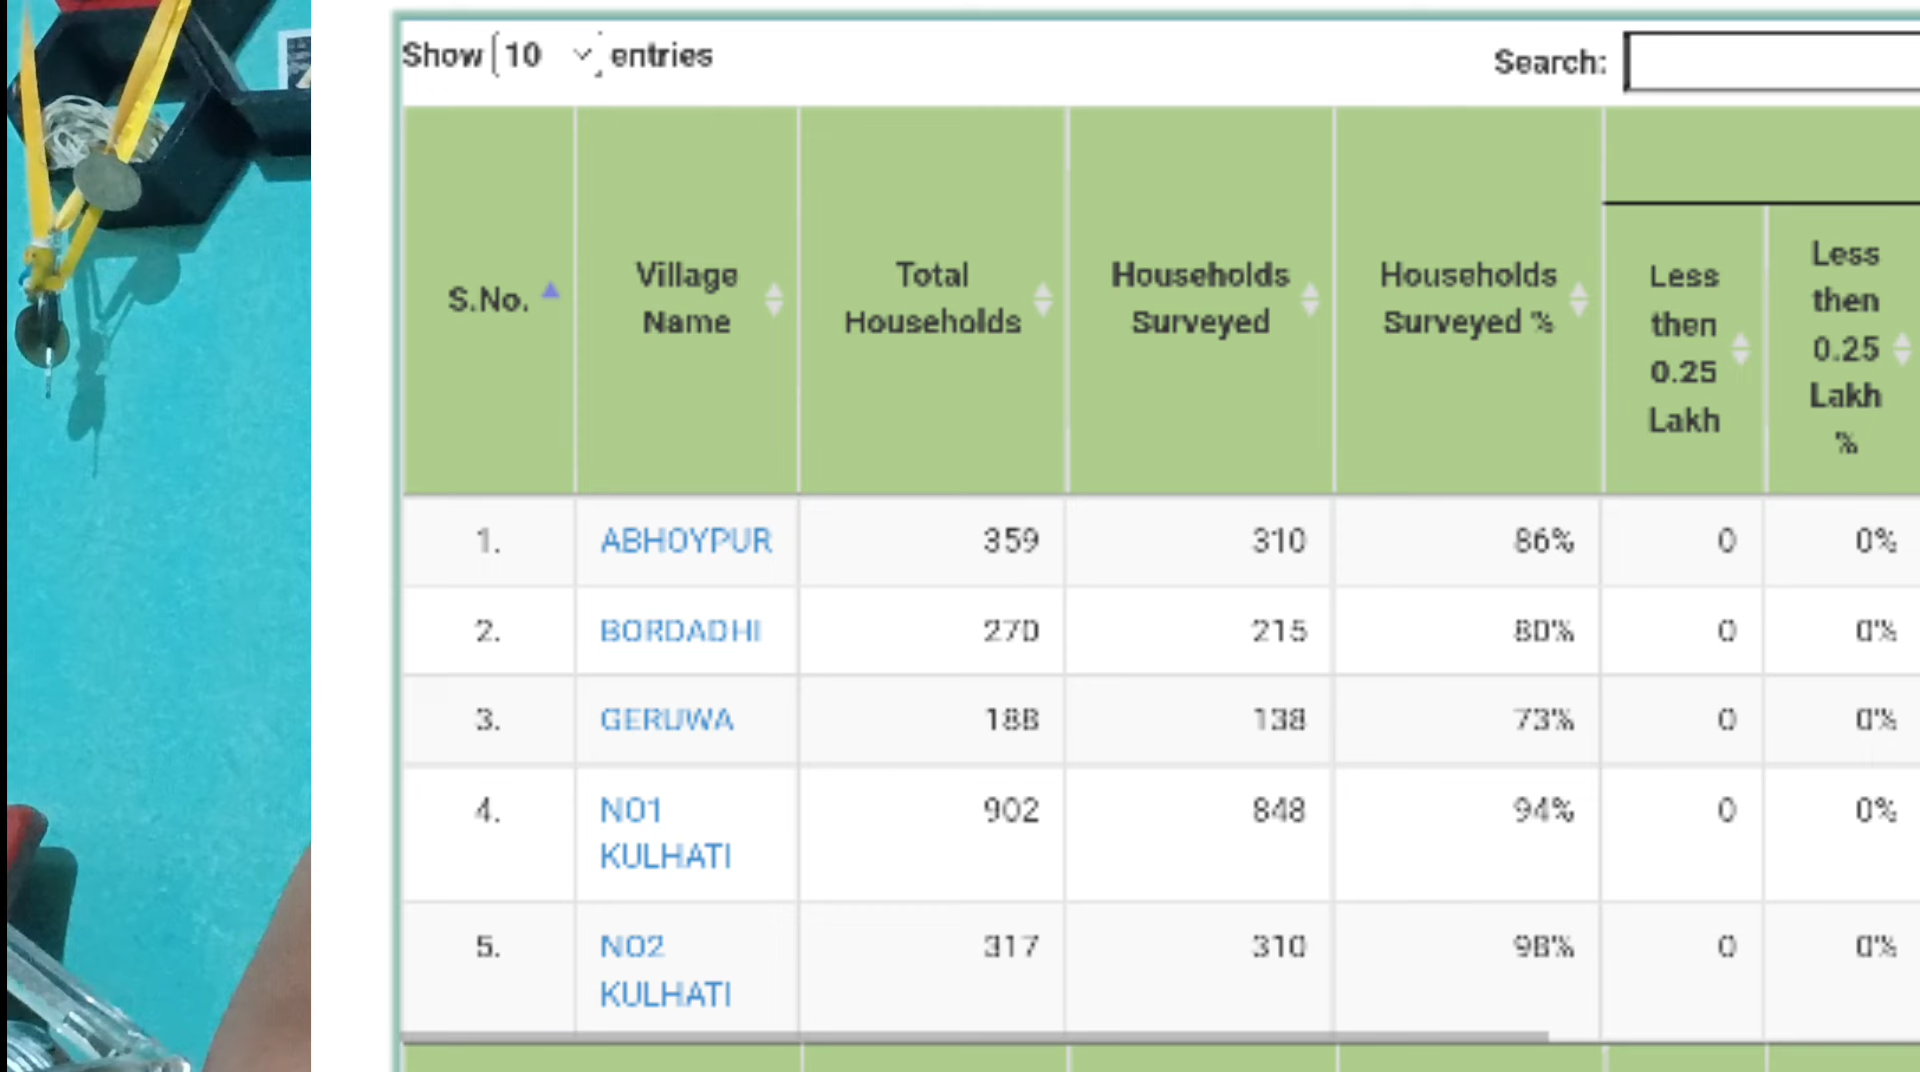 Show 10 entries
Search:
S.No.
Village Name
Total Households
Households Surveyed
Households Surveyed %
Less then 0.25 Lakh
Less then 0.25 Lakh %
1. ABHOYPUR 359 310 86% 0 0%
2. BORDADHI 270 215 80% 0 0%
3. GERUWA 188 138 73% 0 0%
4. NO1 KULHATI 902 848 94% 0 0%
5. NO2 KULHATI 317 310 98% 0 0%